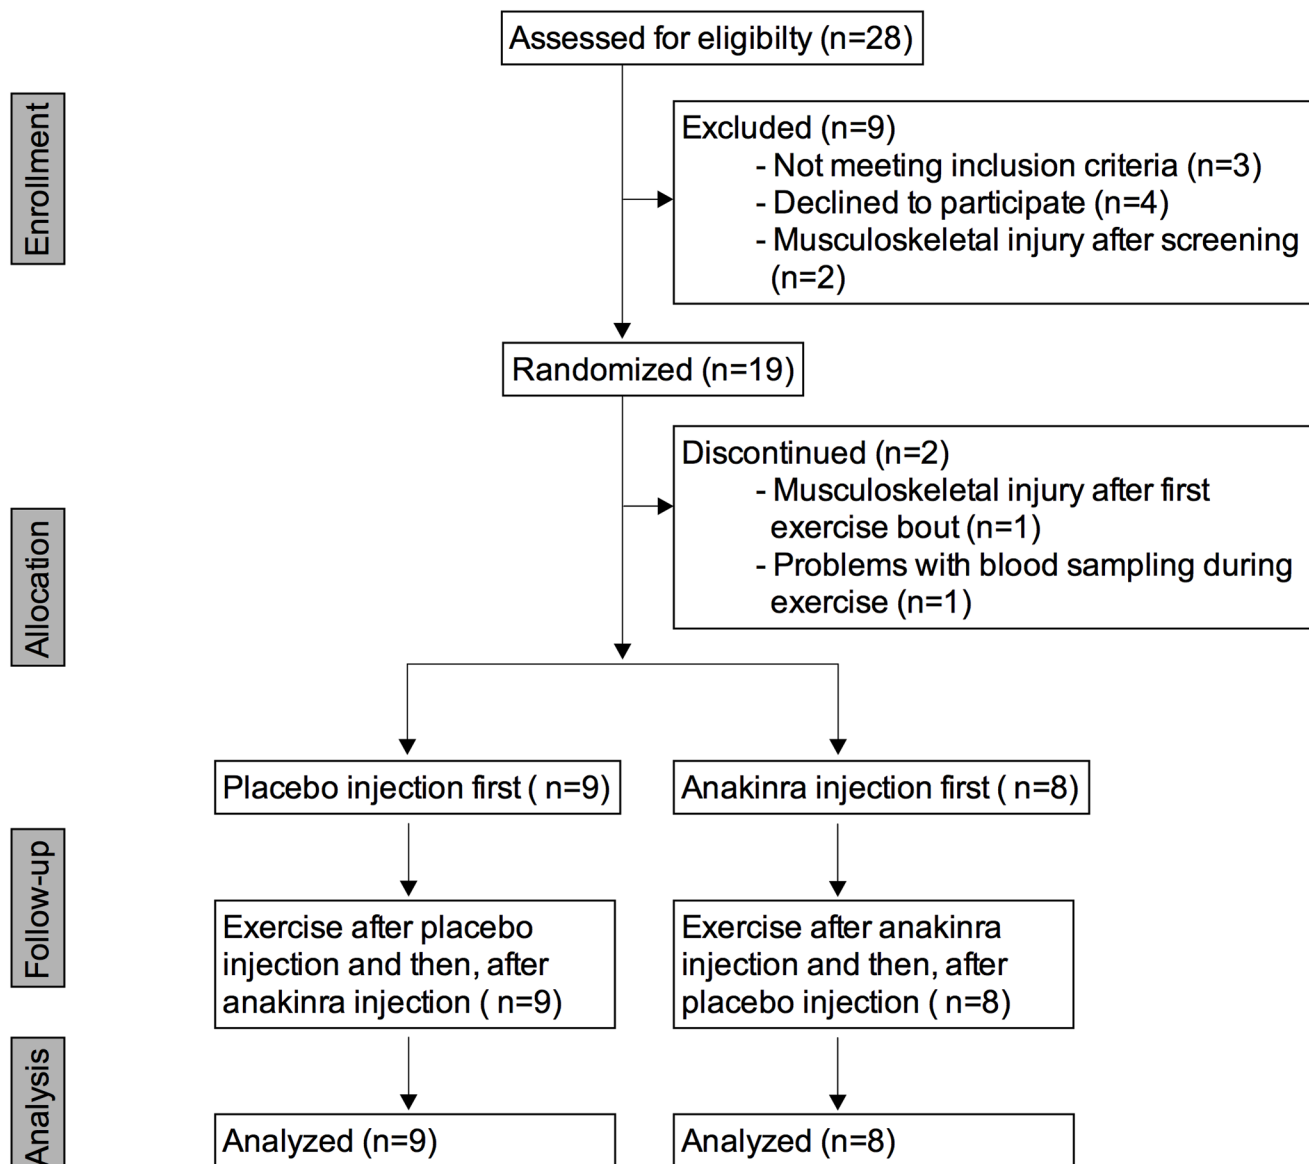 Assessed for eligibilty (n=28)
Enrollment
Excluded (n=9)
- Not meeting inclusion criteria (n=3)
- Declined to participate (n=4)
- Musculoskeletal injury after screening
(n=2)
Randomized (n=19)
Allocation
Discontinued (n=2)
- Musculoskeletal injury after first
exercise bout (n=1)
- Problems with blood sampling during
exercise (n=1)
Placebo injection first ( n=9)
Anakinra injection first ( n=8)
Follow-up
Exercise after placebo
injection and then, after
anakinra injection ( n=9)
Exercise after anakinra
injection and then, after
placebo injection ( n=8)
Analysis
Analyzed (n=9)
Analyzed (n=8)